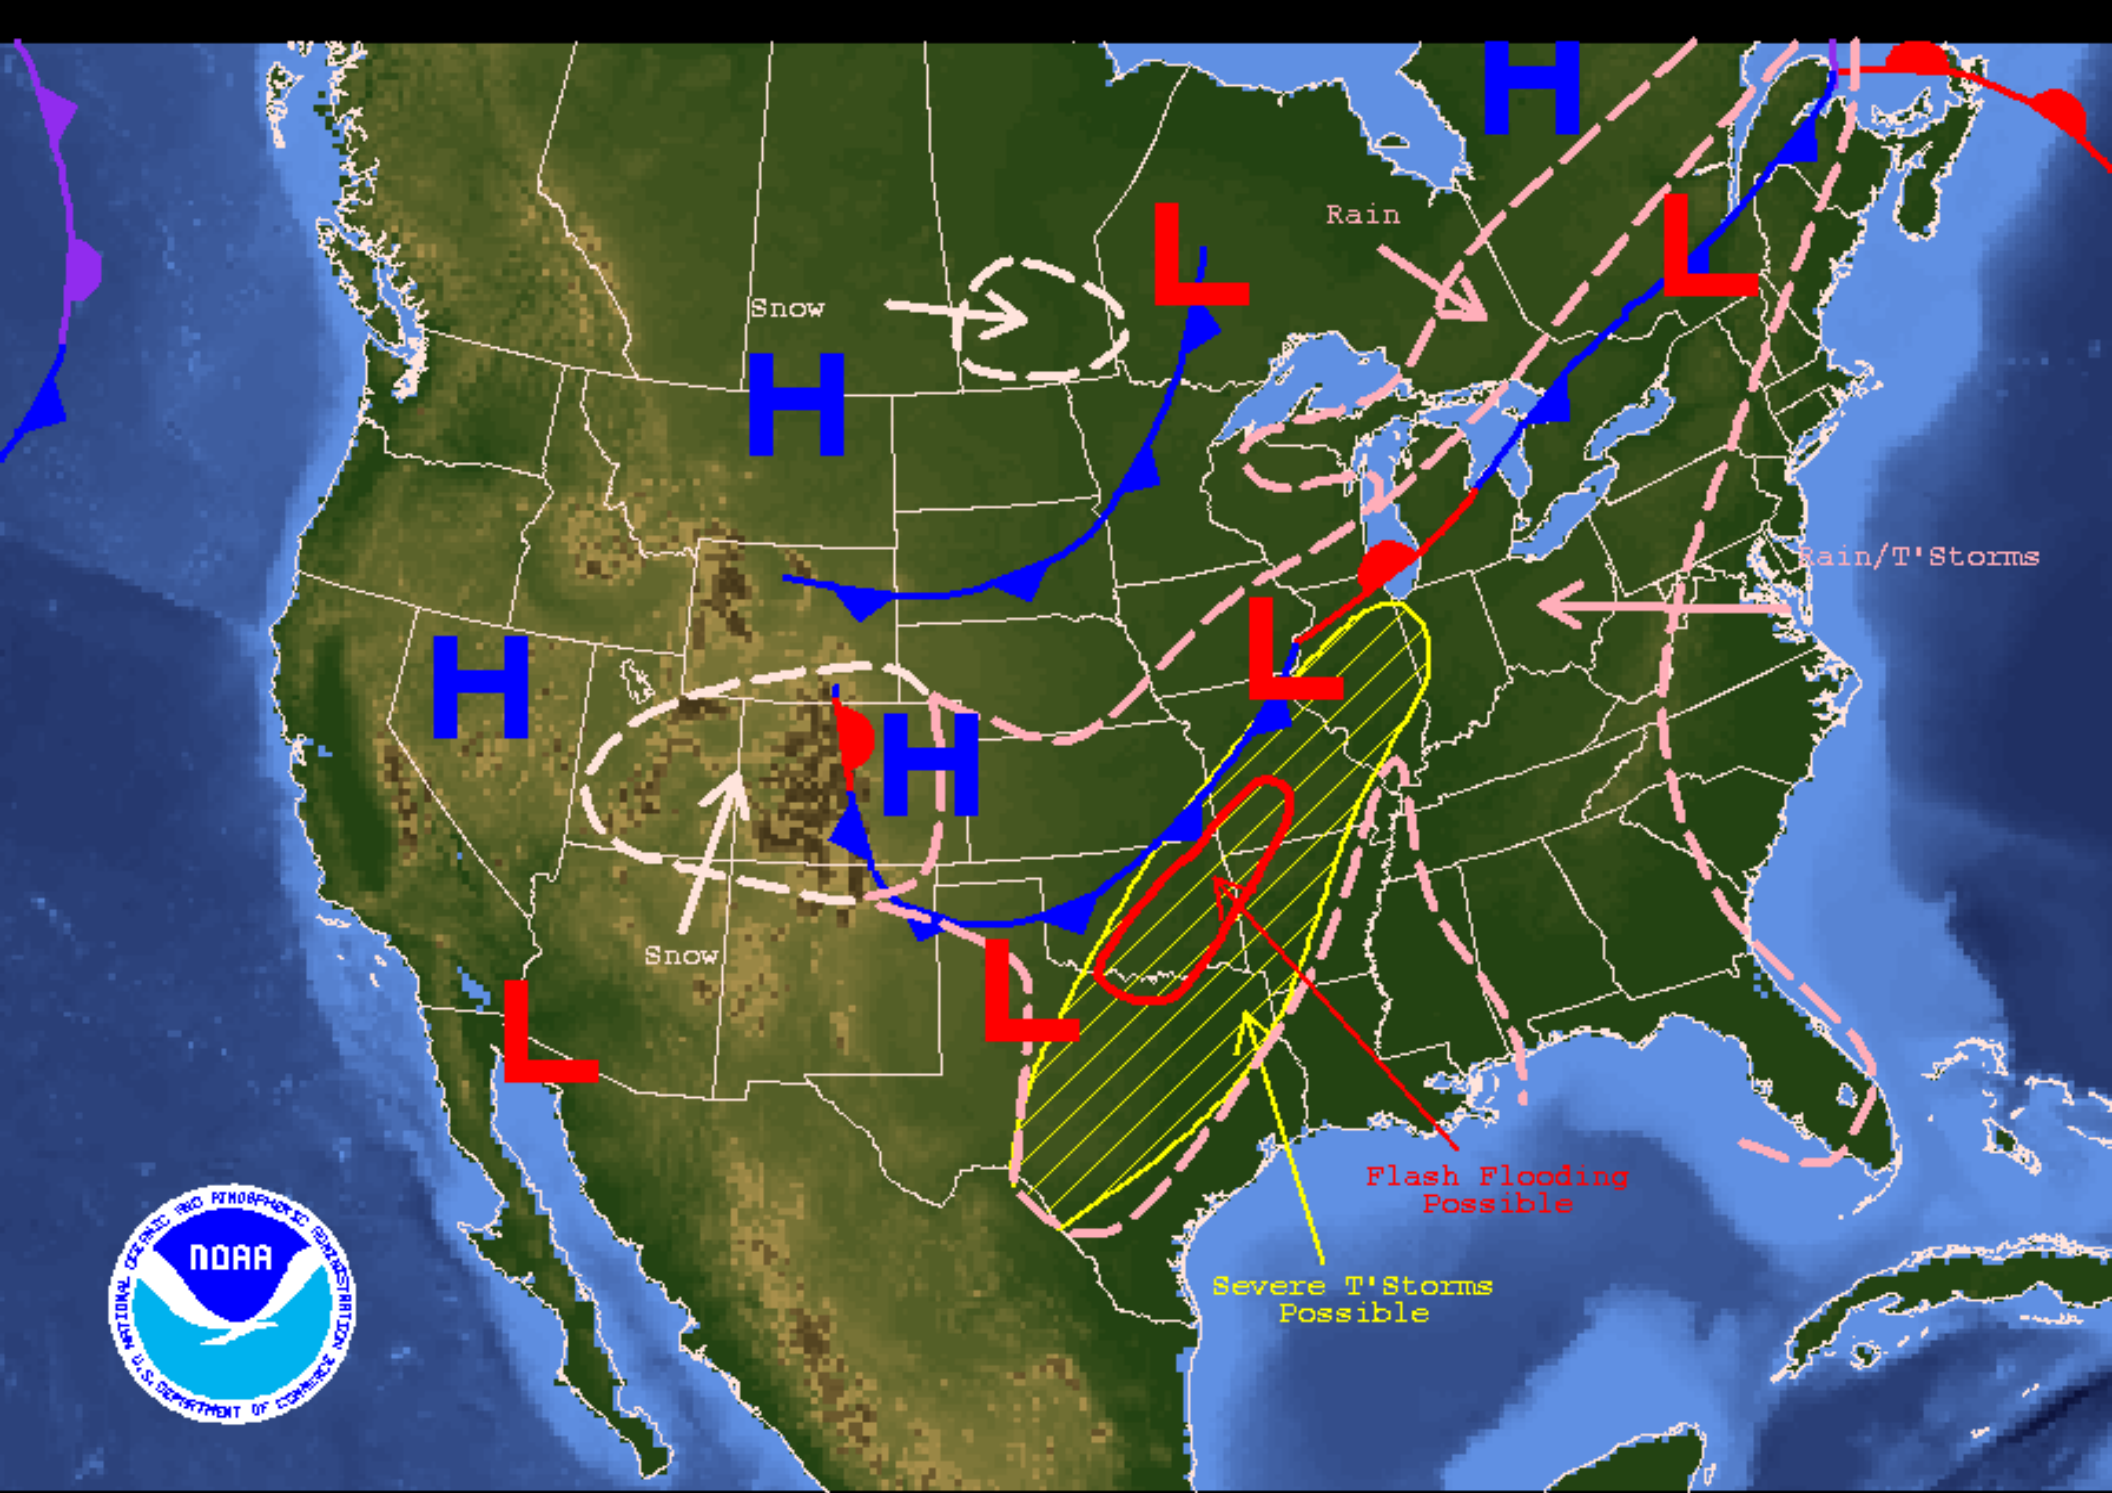 H
L
L
Rain
Snow
H
Rain/T'Storms
L
H
H
Snow
L
L
Flash Flooding
Possible
Severe T'Storms
Possible
NATIONAL OCEANIC AND ATMOSPHERIC ADMINISTRATION
NOAA
U.S. DEPARTMENT OF COMMERCE